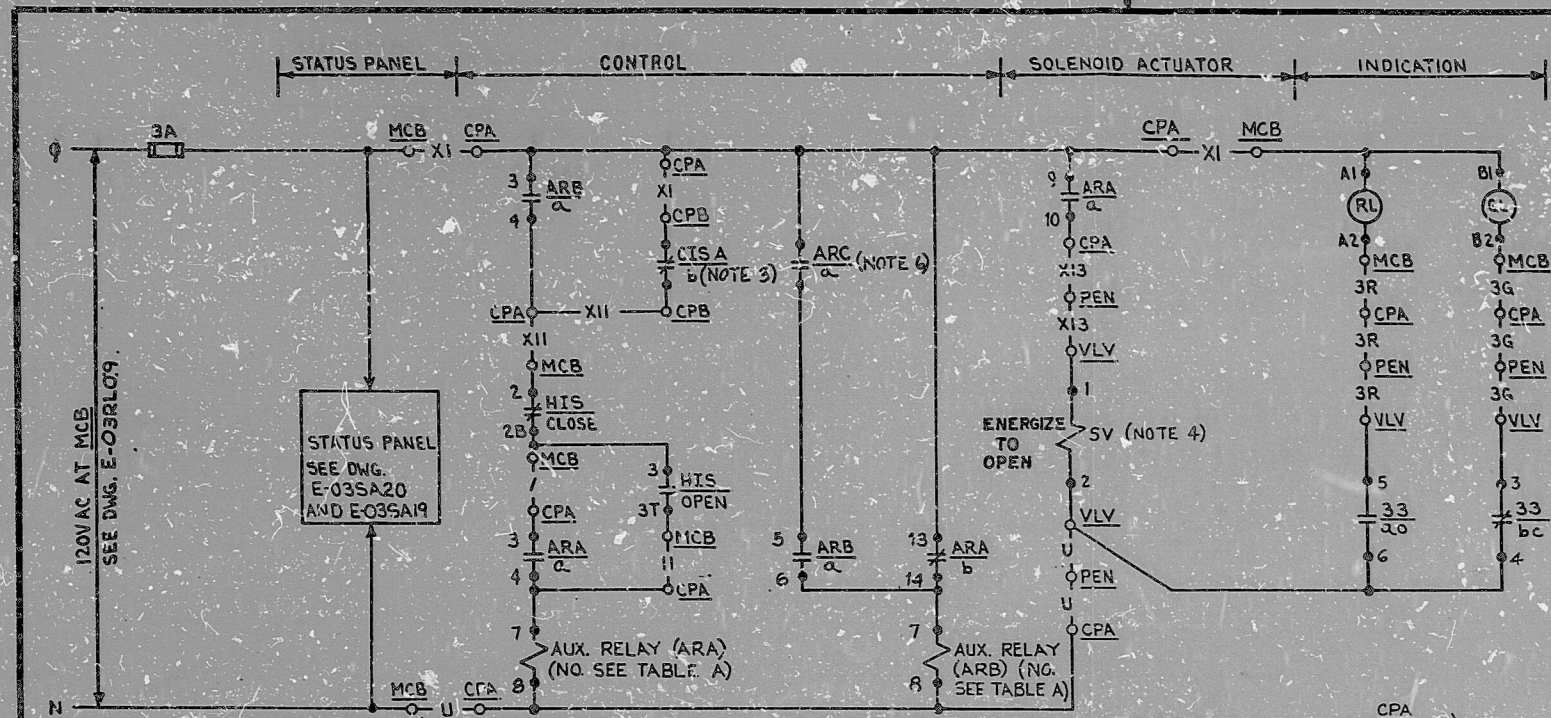 STATUS PANEL CONTROL SOLENOID ACTUATOR INDICATION
3A MCB X1 CPA CPA X1 MCB
120VAC AT MCB
SEE DWG. E-03RL09.
STATUS PANEL
SEE DWG.
E-03SA20
AND E-03SA19
3 ARB
a
4
CPA
X1
CPB
CISA
b (NOTE 3)
CPA X11 CPB
X11
MCB
2 HIS
CLOSE
2B
MCB
1
CPA
3 ARA
a
4
3 HIS
OPEN
3T
MCB
11
CPA
7
AUX. RELAY (ARA)
(NO. SEE TABLE A)
8
ARC
a (NOTE 6)
5 ARB
a
6
13 ARA
b
14
7
AUX. RELAY
(ARB) (NO.
SEE TABLE A)
8
9 ARA
a
10
CPA
X13
PEN
X13
VLV
1
ENERGIZE
TO
OPEN
SV (NOTE 4)
2
VLV
U
PEN
U
CPA
A1
RL
A2
MCB
3R
CPA
3R
PEN
3R
VLV
5
33
6
B1
B2
MCB
3G
CPA
3G
PEN
3G
VLV
3
33
bc
4
N MCB U CPA
CPA